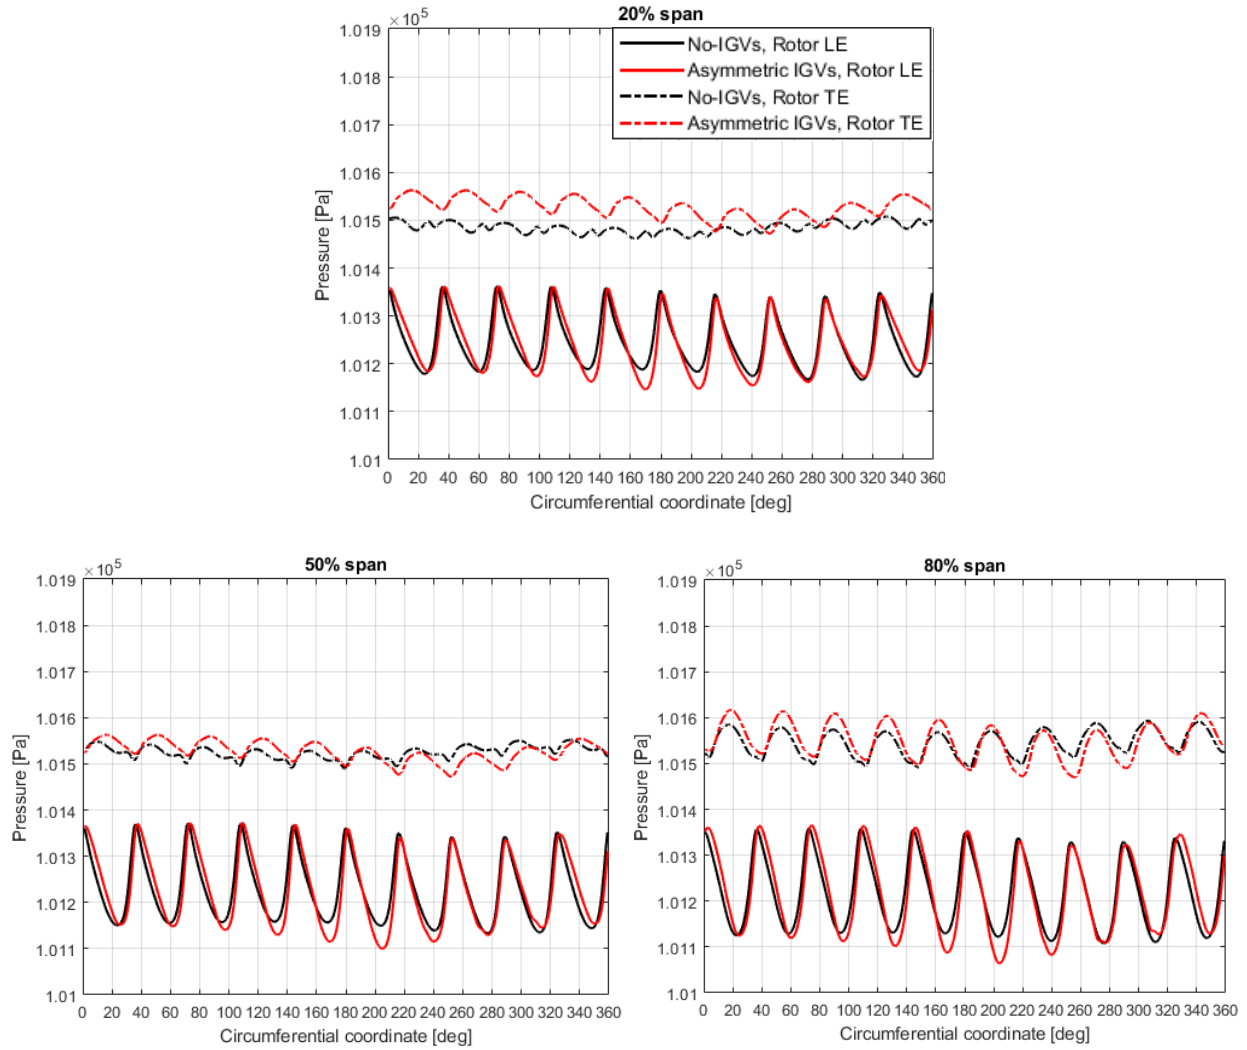 20% span
×10⁵
No-IGVs, Rotor LE
Asymmetric IGVs, Rotor LE
No-IGVs, Rotor TE
Asymmetric IGVs, Rotor TE
1.019
1.018
1.017
1.016
1.015
1.014
1.013
1.012
1.011
1.01
Pressure [Pa]
0 20 40 60 80 100 120 140 160 180 200 220 240 260 280 300 320 340 360
Circumferential coordinate [deg]
50% span
×10⁵
1.019
1.018
1.017
1.016
1.015
1.014
1.013
1.012
1.011
1.01
Pressure [Pa]
0 20 40 60 80 100 120 140 160 180 200 220 240 260 280 300 320 340 360
Circumferential coordinate [deg]
80% span
×10⁵
1.019
1.018
1.017
1.016
1.015
1.014
1.013
1.012
1.011
1.01
Pressure [Pa]
0 20 40 60 80 100 120 140 160 180 200 220 240 260 280 300 320 340 360
Circumferential coordinate [deg]